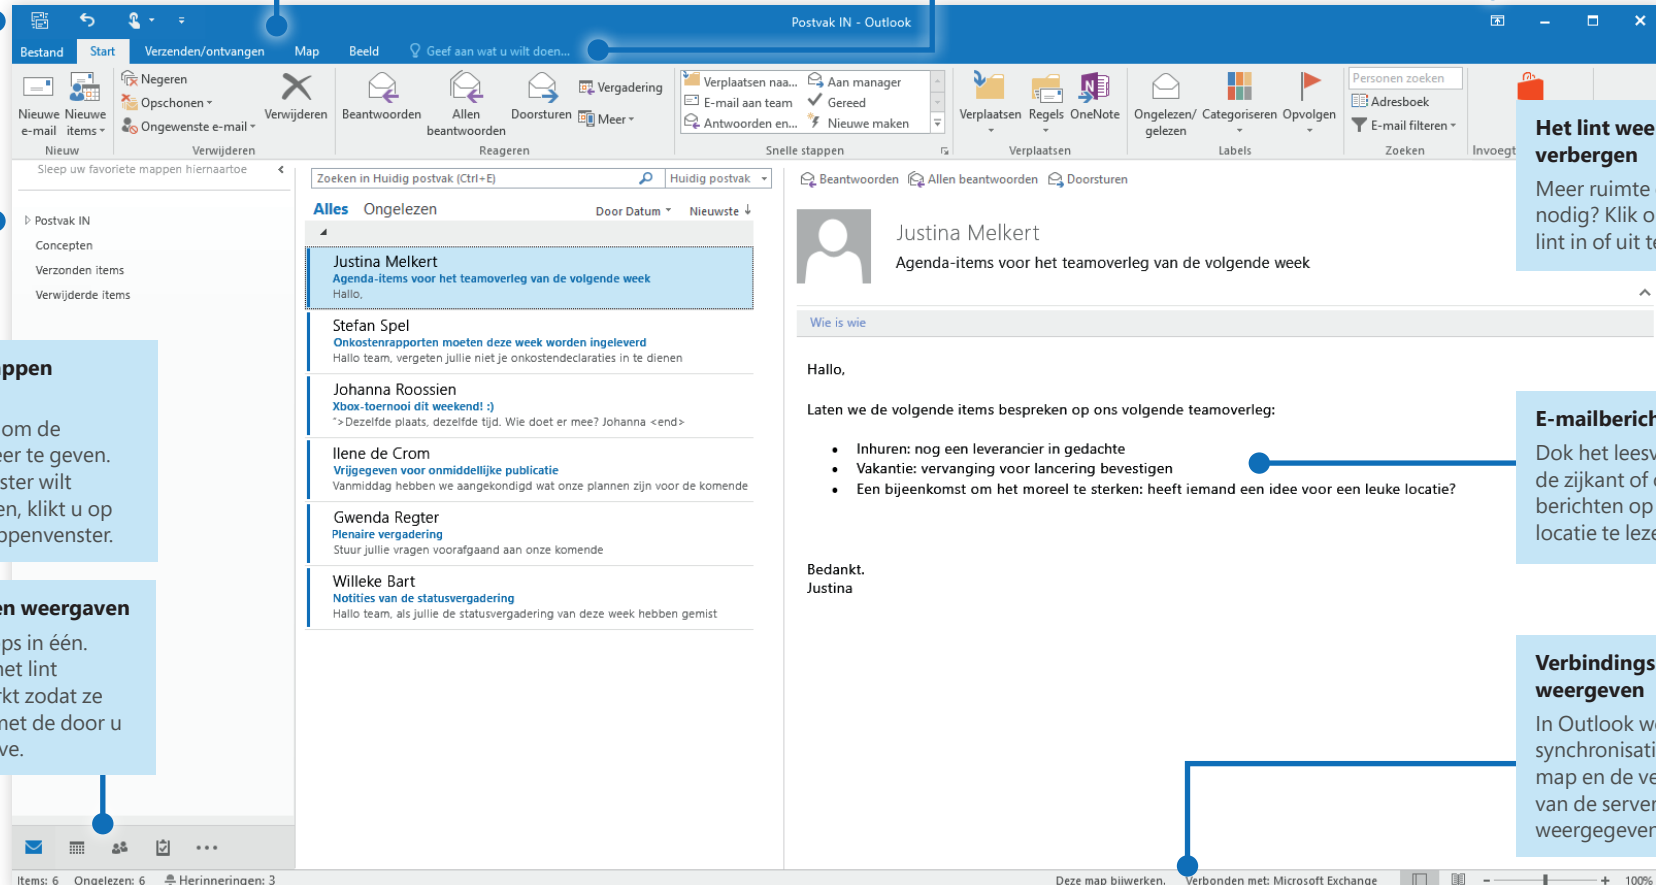 Postvak IN - Outlook
Bestand Start Verzenden/ontvangen Map Beeld Geef aan wat u wilt doen...
Nieuwe e-mail
Nieuwe items
Nieuw
Negeren
Opschonen
Ongewenste e-mail
Verwijderen
Verwijderen
Beantwoorden
Allen beantwoorden
Doorsturen
Vergadering
Meer
Reageren
Verplaatsen naa...
E-mail aan team
Antwoorden en...
Aan manager
Gereed
Nieuwe maken
Snelle stappen
Verplaatsen
Regels
OneNote
Verplaatsen
Ongelezen/ gelezen
Categoriseren
Opvolgen
Labels
Personen zoeken
Adresboek
E-mail filteren
Zoeken
Invoegt
Sleep uw favoriete mappen hiernaartoe
Postvak IN
Concepten
Verzonden items
Verwijderde items
ppen
om de
er te geven.
ster wilt
en, klikt u op
ppenvenster.
en weergaven
ps in één.
het lint
rkt zodat ze
met de door u
ve.
Zoeken in Huidig postvak (Ctrl+E) Huidig postvak
Alles Ongelezen Door Datum Nieuwste ↓
Justina Melkert
Agenda-items voor het teamoverleg van de volgende week
Hallo,
Stefan Spel
Onkostenrapporten moeten deze week worden ingeleverd
Hallo team, vergeten jullie niet je onkostendeclaraties in te dienen
Johanna Roossien
Xbox-toernooi dit weekend! :)
">Dezelfde plaats, dezelfde tijd. Wie doet er mee? Johanna <end>
Ilene de Crom
Vrijgegeven voor onmiddellijke publicatie
Vanmiddag hebben we aangekondigd wat onze plannen zijn voor de komende
Gwenda Regter
Plenaire vergadering
Stuur jullie vragen voorafgaand aan onze komende
Willeke Bart
Notities van de statusvergadering
Hallo team, als jullie de statusvergadering van deze week hebben gemist
Beantwoorden Allen beantwoorden Doorsturen
Justina Melkert
Agenda-items voor het teamoverleg van de volgende week
Wie is wie
Hallo,
Laten we de volgende items bespreken op ons volgende teamoverleg:
• Inhuren: nog een leverancier in gedachte
• Vakantie: vervanging voor lancering bevestigen
• Een bijeenkomst om het moreel te sterken: heeft iemand een idee voor een leuke locatie?
Bedankt.
Justina
Het lint wee
verbergen
Meer ruimte
nodig? Klik o
lint in of uit te
E-mailberich
Dok het leesv
de zijkant of
berichten op
locatie te leze
Verbindings
weergeven
In Outlook w
synchronisati
map en de ve
van de server
weergegeven
Items: 6 Ongelezen: 6 Herinneringen: 3 Deze map bijwerken. Verbonden met: Microsoft Exchange 100%